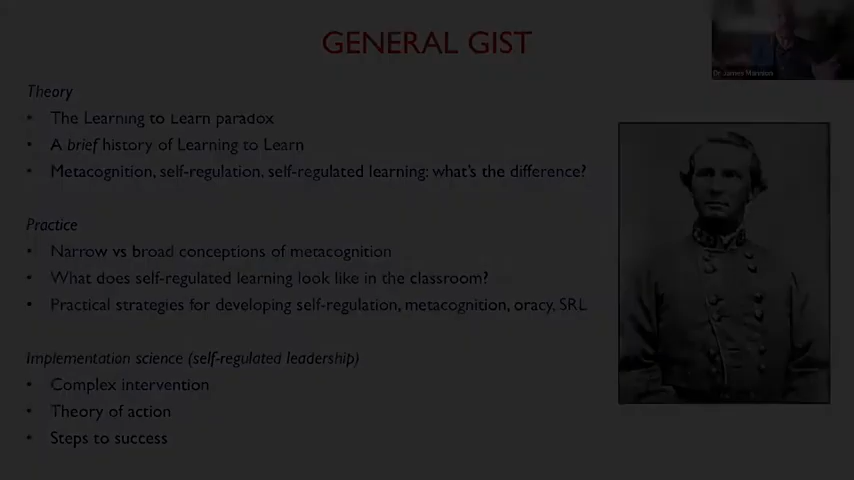 GENERAL GIST
Theory
• The Learning to Learn paradox
• A brief history of Learning to Learn
• Metacognition, self-regulation, self-regulated learning: what's the difference?
Practice
• Narrow vs broad conceptions of metacognition
• What does self-regulated learning look like in the classroom?
• Practical strategies for developing self-regulation, metacognition, oracy, SRL
Implementation science (self-regulated leadership)
• Complex intervention
• Theory of action
• Steps to success
Dr James Mannion